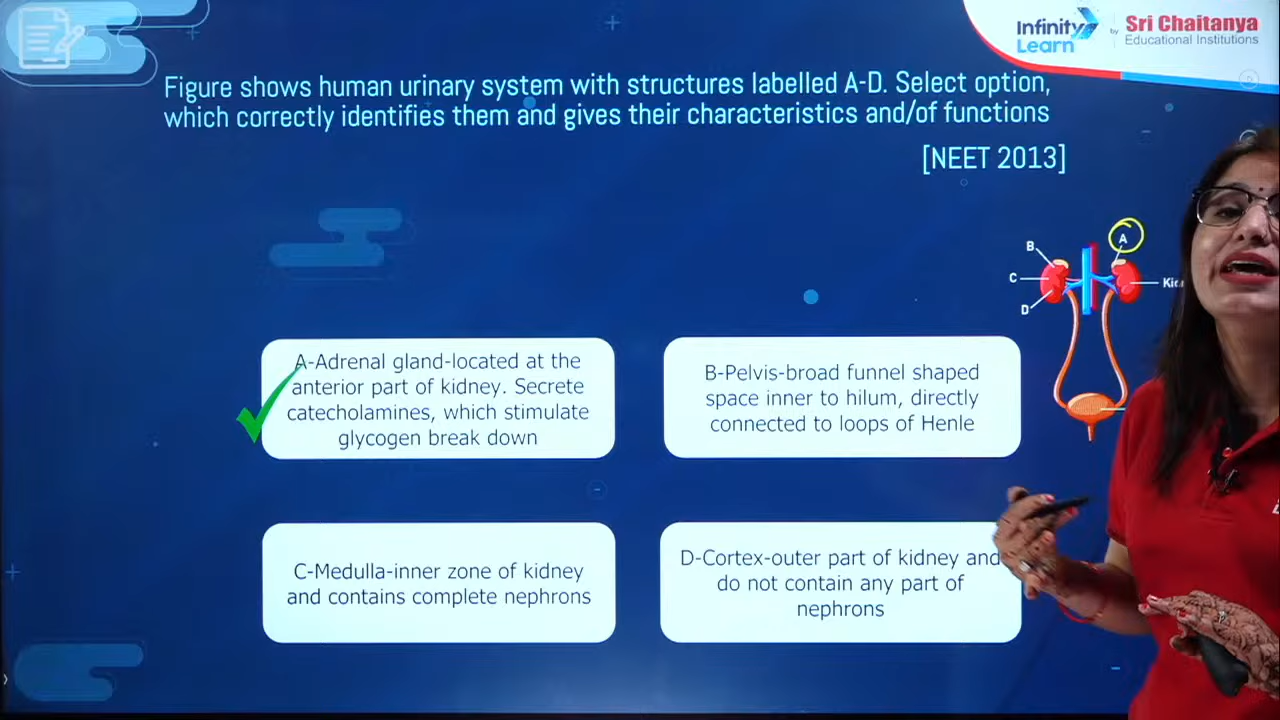 Infinity Learn by Sri Chaitanya
Educational Institutions
Figure shows human urinary system with structures labelled A-D. Select option,
which correctly identifies them and gives their characteristics and/of functions
[NEET 2013]
A
B
C
D
A-Adrenal gland-located at the
anterior part of kidney. Secrete
catecholamines, which stimulate
glycogen break down
B-Pelvis-broad funnel shaped
space inner to hilum, directly
connected to loops of Henle
C-Medulla-inner zone of kidney
and contains complete nephrons
D-Cortex-outer part of kidney and
do not contain any part of
nephrons